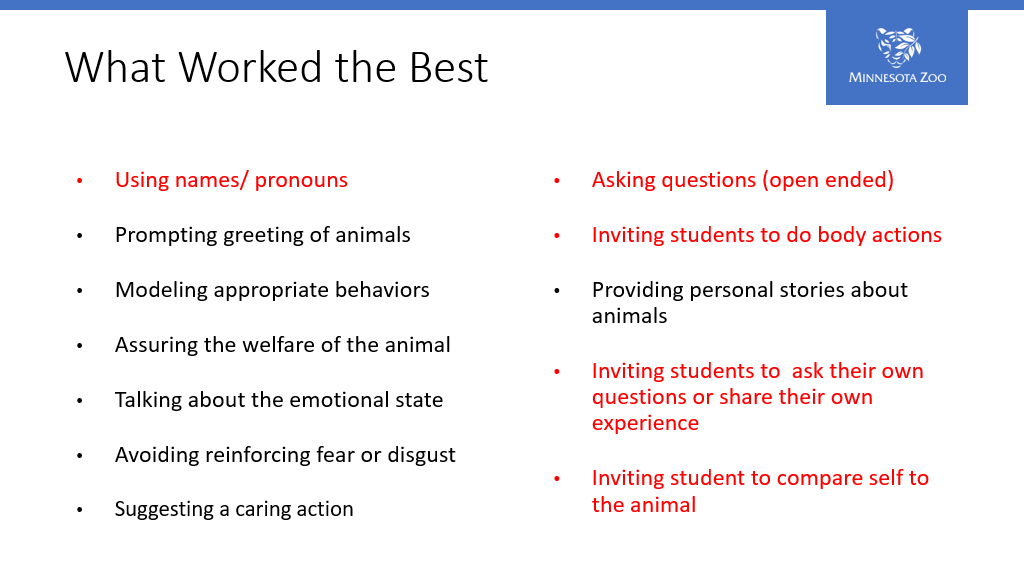 What Worked the Best
MINNESOTA ZOO
• Using names/ pronouns
• Prompting greeting of animals
• Modeling appropriate behaviors
• Assuring the welfare of the animal
• Talking about the emotional state
• Avoiding reinforcing fear or disgust
• Suggesting a caring action
• Asking questions (open ended)
• Inviting students to do body actions
• Providing personal stories about
animals
• Inviting students to  ask their own
questions or share their own
experience
• Inviting student to compare self to
the animal